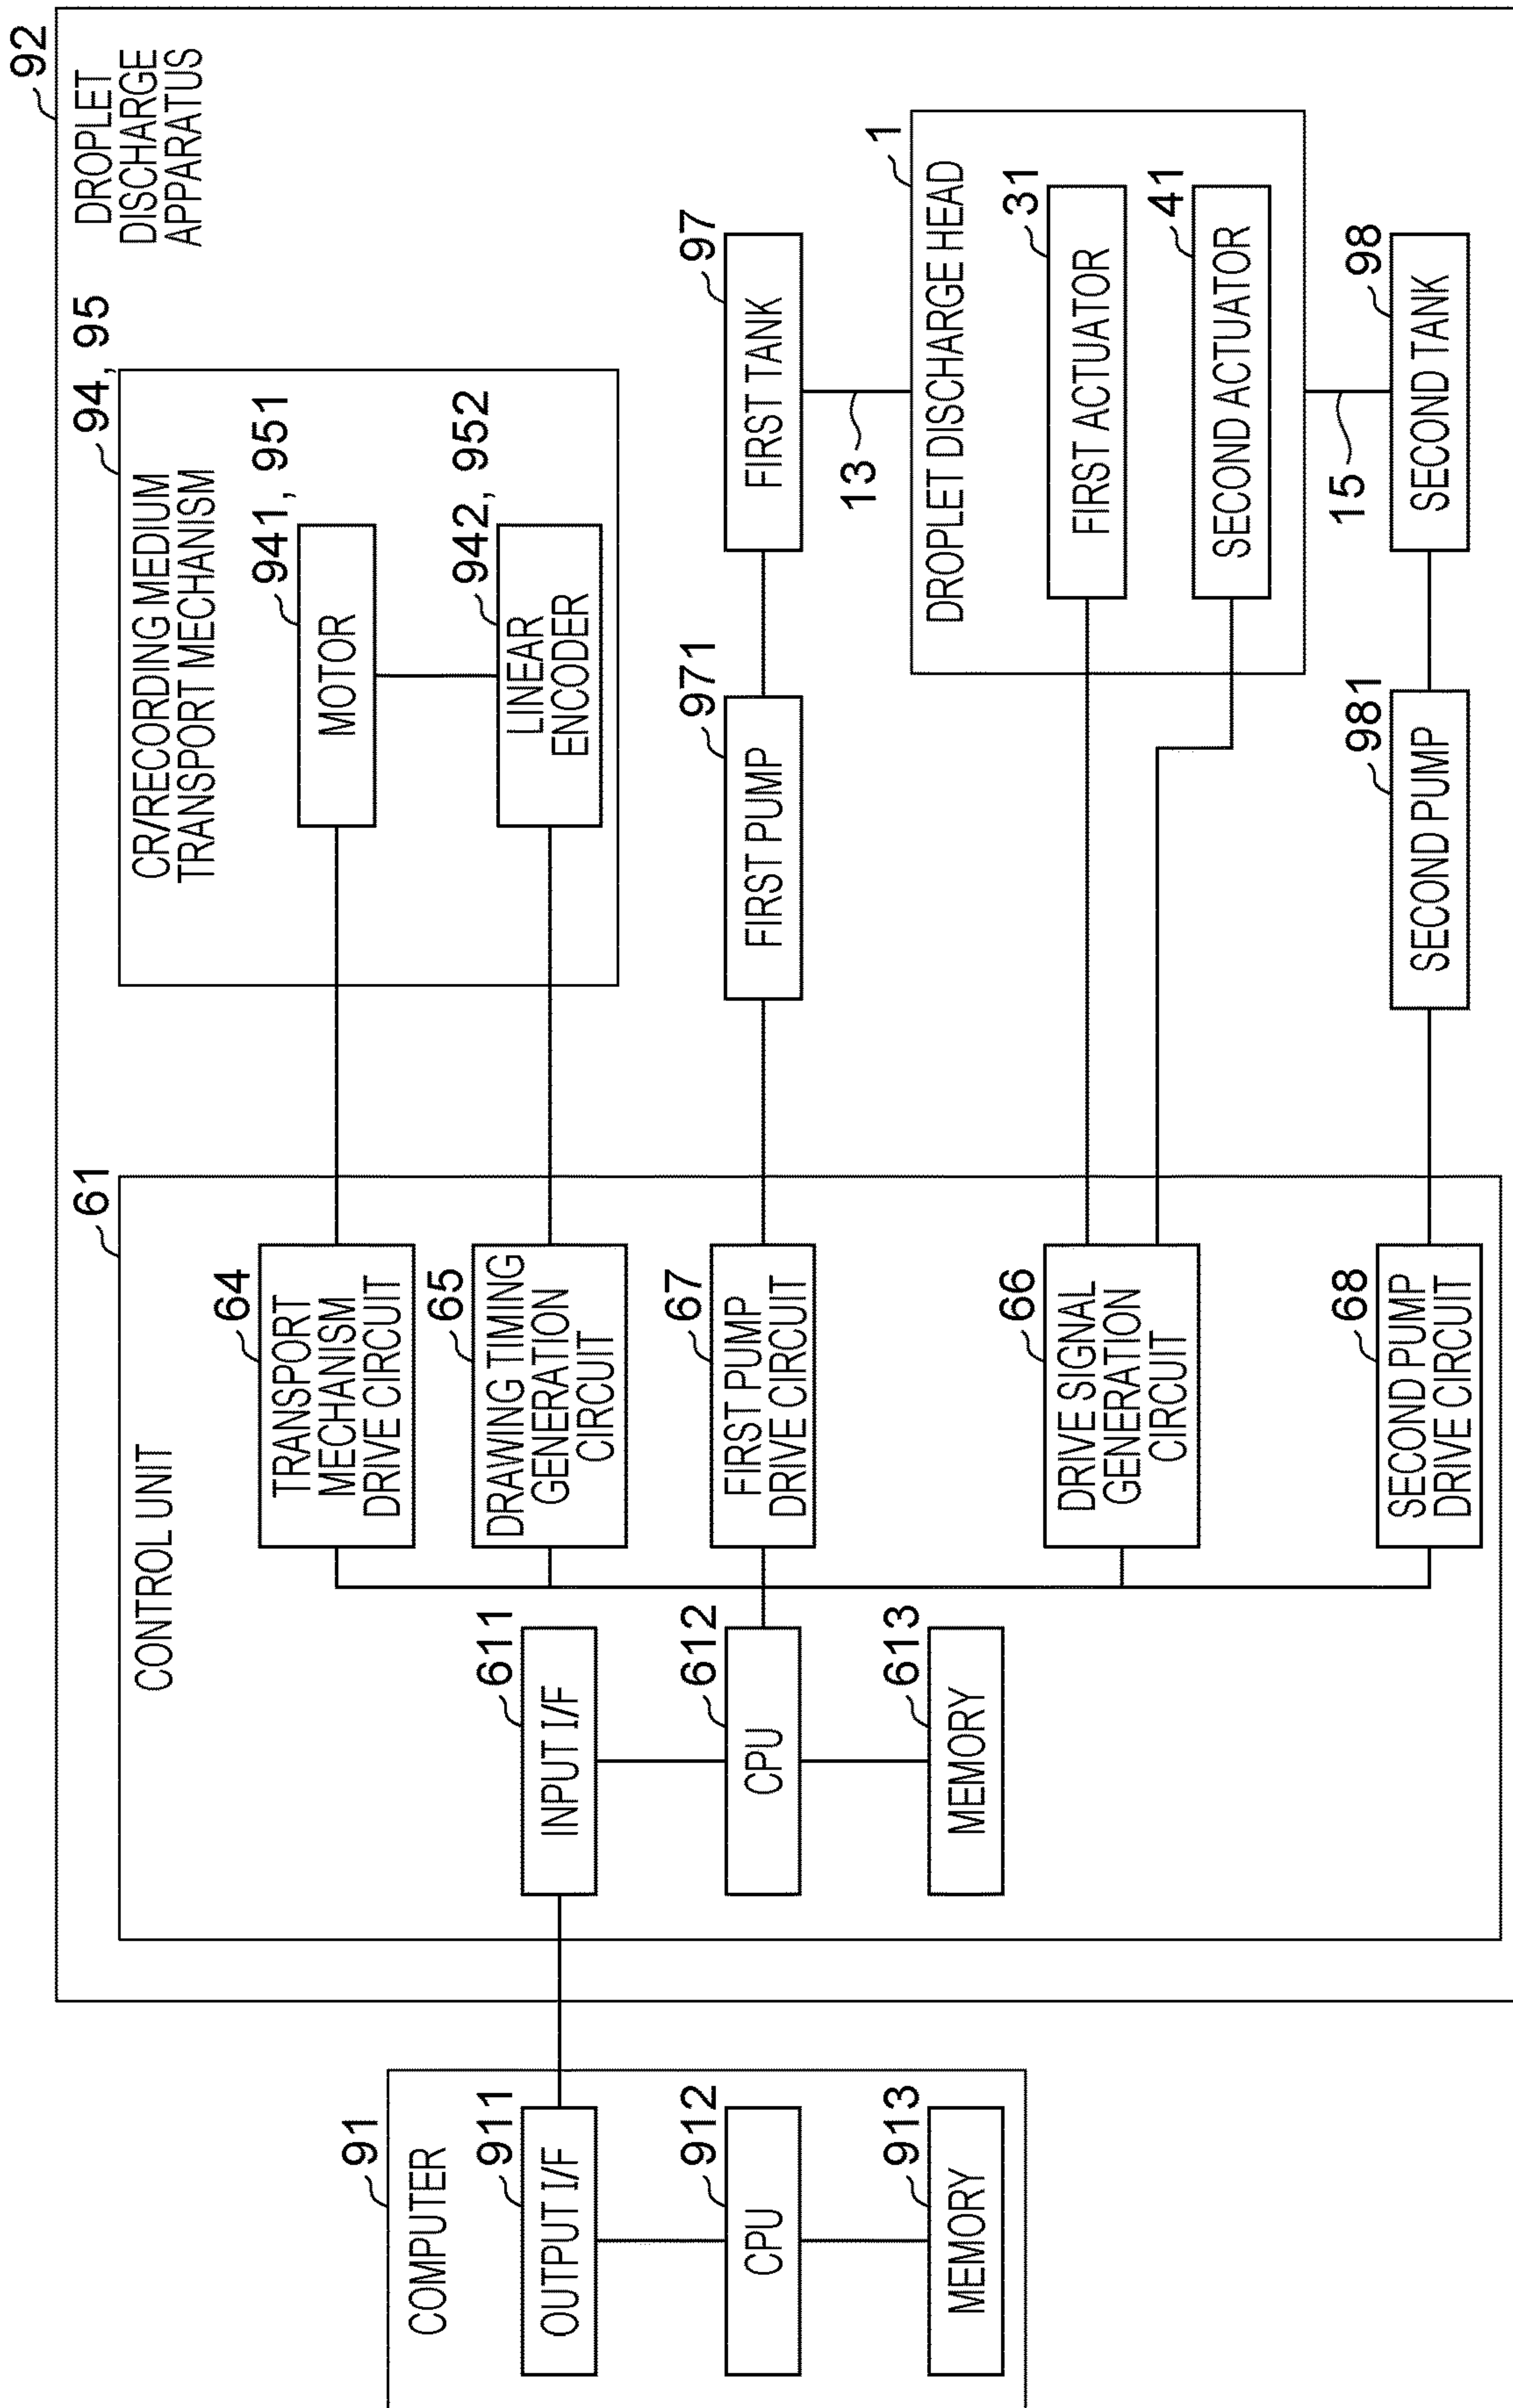 92
DROPLET
DISCHARGE
APPARATUS
91
COMPUTER
911
OUTPUT I/F
912
CPU
913
MEMORY
61
CONTROL UNIT
611
INPUT I/F
612
CPU
613
MEMORY
64
TRANSPORT
MECHANISM
DRIVE CIRCUIT
65
DRAWING TIMING
GENERATION
CIRCUIT
67
FIRST PUMP
DRIVE CIRCUIT
66
DRIVE SIGNAL
GENERATION
CIRCUIT
68
SECOND PUMP
DRIVE CIRCUIT
94, 95
CR/RECORDING MEDIUM
TRANSPORT MECHANISM
941, 951
MOTOR
942, 952
LINEAR
ENCODER
971
FIRST PUMP
97
FIRST TANK
13
1
DROPLET DISCHARGE HEAD
31
FIRST ACTUATOR
41
SECOND ACTUATOR
15
981
SECOND PUMP
98
SECOND TANK